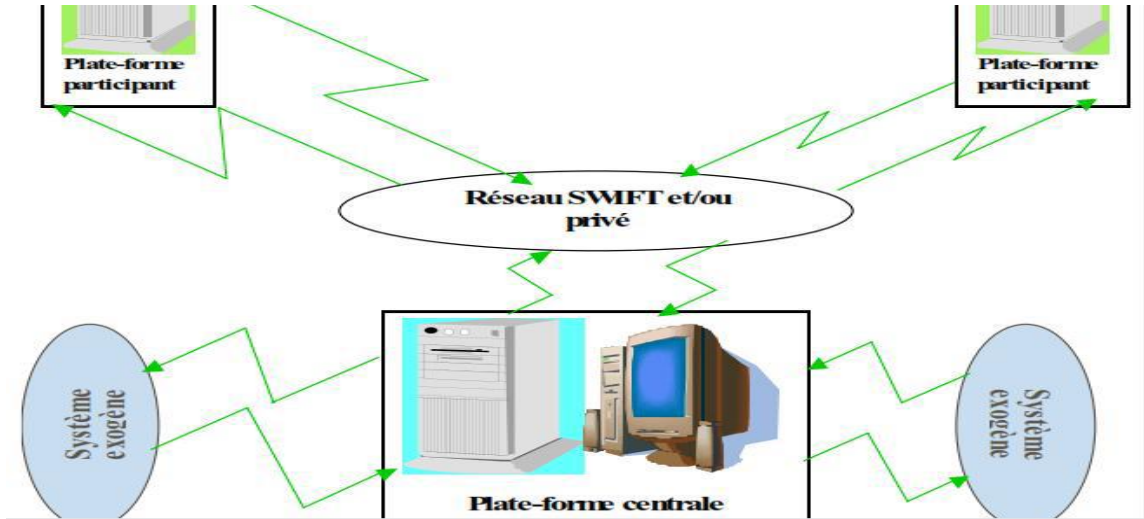 Plate-forme
participant
Plate-forme
participant
Réseau SWIFT et/ou
privé
Système
exogène
Système
exogène
Plate-forme centrale